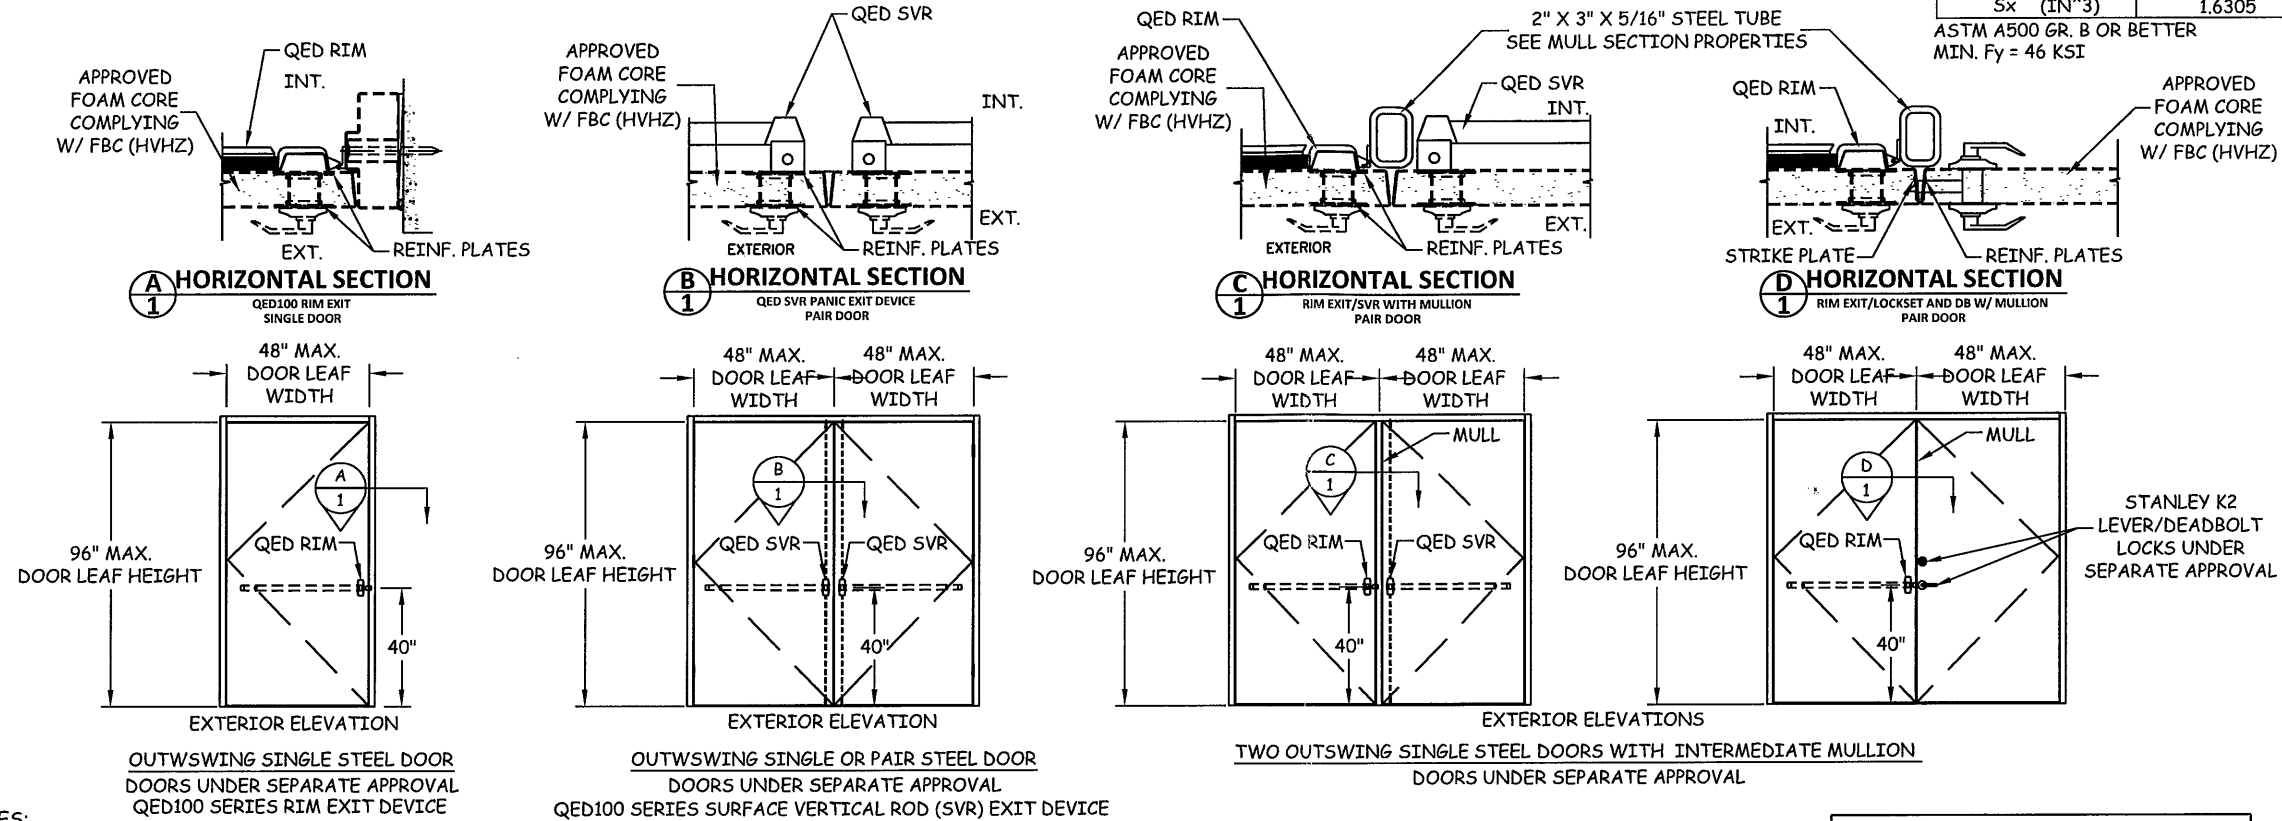 Sx (IN^3) 1.6305
ASTM A500 GR. B OR BETTER
MIN. Fy = 46 KSI
QED RIM
INT.
APPROVED
FOAM CORE
COMPLYING
W/ FBC (HVHZ)
EXT.
REINF. PLATES
A
1
HORIZONTAL SECTION
QED100 RIM EXIT
SINGLE DOOR
QED SVR
APPROVED
FOAM CORE
COMPLYING
W/ FBC (HVHZ)
INT.
EXT.
EXTERIOR
REINF. PLATES
B
1
HORIZONTAL SECTION
QED SVR PANIC EXIT DEVICE
PAIR DOOR
QED RIM
2" X 3" X 5/16" STEEL TUBE
SEE MULL SECTION PROPERTIES
APPROVED
FOAM CORE
COMPLYING
W/ FBC (HVHZ)
QED SVR
INT.
EXT.
EXTERIOR
REINF. PLATES
C
1
HORIZONTAL SECTION
RIM EXIT/SVR WITH MULLION
PAIR DOOR
QED RIM
INT.
APPROVED
FOAM CORE
COMPLYING
W/ FBC (HVHZ)
EXT.
STRIKE PLATE
REINF. PLATES
D
1
HORIZONTAL SECTION
RIM EXIT/LOCKSET AND DB W/ MULLION
PAIR DOOR
48" MAX.
DOOR LEAF
WIDTH
A
1
QED RIM
96" MAX.
DOOR LEAF HEIGHT
40"
EXTERIOR ELEVATION
OUTWSWING SINGLE STEEL DOOR
DOORS UNDER SEPARATE APPROVAL
QED100 SERIES RIM EXIT DEVICE
48" MAX.
DOOR LEAF
WIDTH
48" MAX.
DOOR LEAF
WIDTH
B
1
QED SVR
QED SVR
96" MAX.
DOOR LEAF HEIGHT
40"
EXTERIOR ELEVATION
OUTWSWING SINGLE OR PAIR STEEL DOOR
DOORS UNDER SEPARATE APPROVAL
QED100 SERIES SURFACE VERTICAL ROD (SVR) EXIT DEVICE
48" MAX.
DOOR LEAF
WIDTH
48" MAX.
DOOR LEAF
WIDTH
MULL
C
1
QED RIM
QED SVR
96" MAX.
DOOR LEAF HEIGHT
40"
48" MAX.
DOOR LEAF
WIDTH
48" MAX.
DOOR LEAF
WIDTH
MULL
D
1
QED RIM
STANLEY K2
LEVER/DEADBOLT
LOCKS UNDER
SEPARATE APPROVAL
96" MAX.
DOOR LEAF HEIGHT
40"
EXTERIOR ELEVATIONS
TWO OUTSWING SINGLE STEEL DOORS WITH INTERMEDIATE MULLION
DOORS UNDER SEPARATE APPROVAL